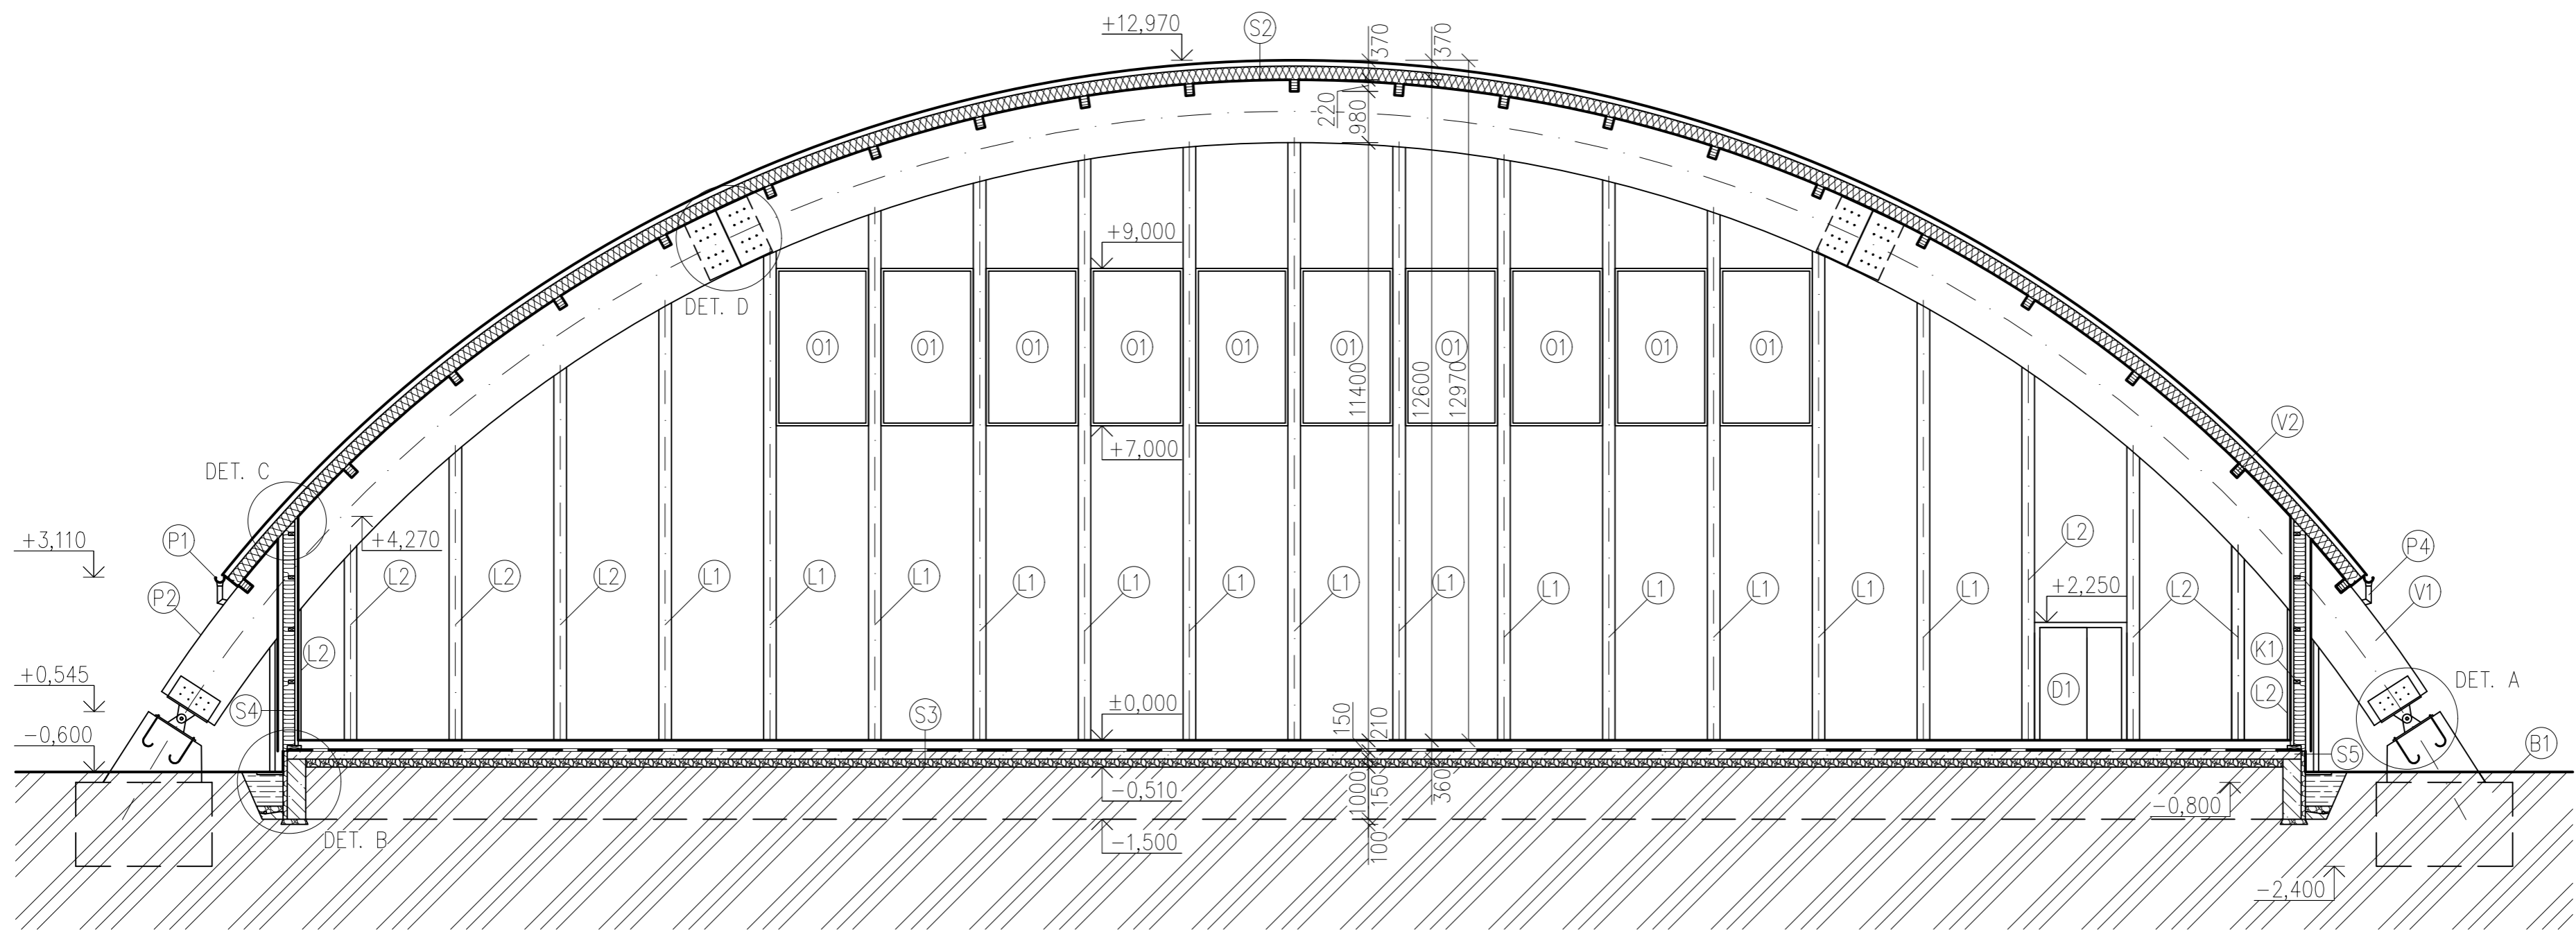 +12,970
S2
370
370
220
980
+9,000
DET. D
O1
O1
O1
O1
O1
O1
O1
O1
O1
O1
11400
12600
12970
+7,000
V2
DET. C
+3,110
P1
+4,270
P4
L2
P2
L2
L2
L2
L1
L1
L1
L1
L1
L1
L1
L1
L1
L1
L1
L1
L1
+2,250
L2
V1
L2
K1
+0,545
DET. A
S4
S3
±0,000
150
210
D1
L2
-0,600
S5
B1
-0,510
1000
150
360
-0,800
DET. B
-1,500
100
-2,400